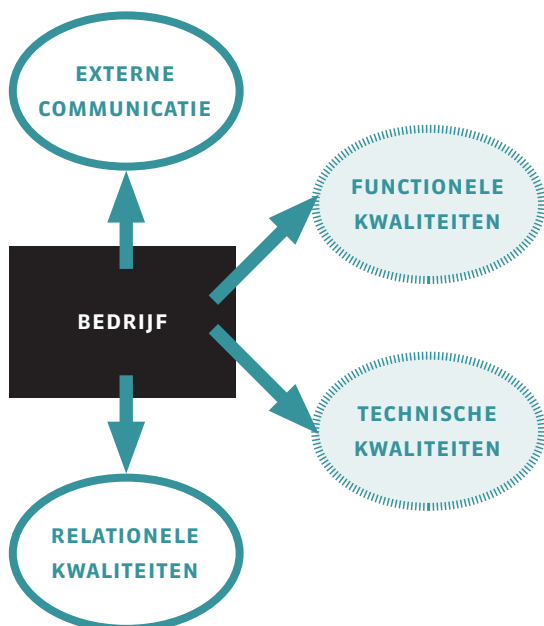 EXTERNE
COMMUNICATIE
FUNCTIONELE
KWALITEITEN
BEDRIJF
TECHNISCHE
KWALITEITEN
RELATIONELE
KWALITEITEN